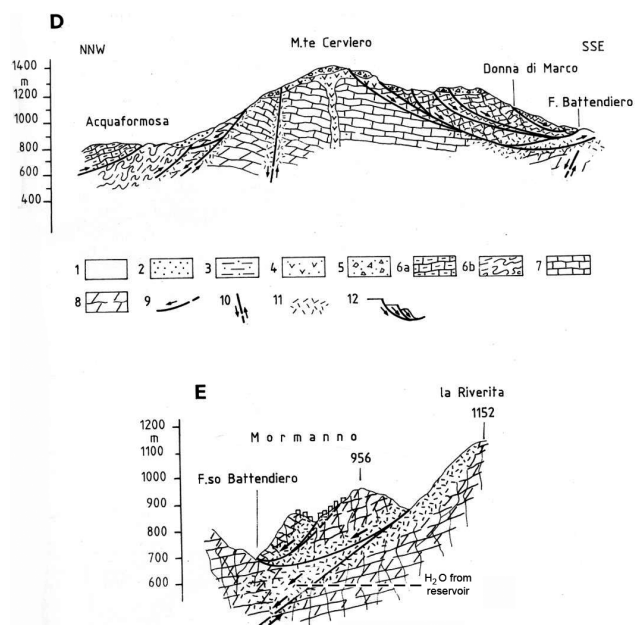 D
NNW
M.te Cerviero
SSE
1400
m
1200
1000
800
600
400
Acquaformosa
Donna di Marco
F. Battendiero
1 2 3 4 5 6a 6b 7
8 9 10 11 12
E
la Riverita
1152
1200
m
1100
1000
900
800
700
600
Mormanno
956
F.so Battendiero
H₂O from
reservoir